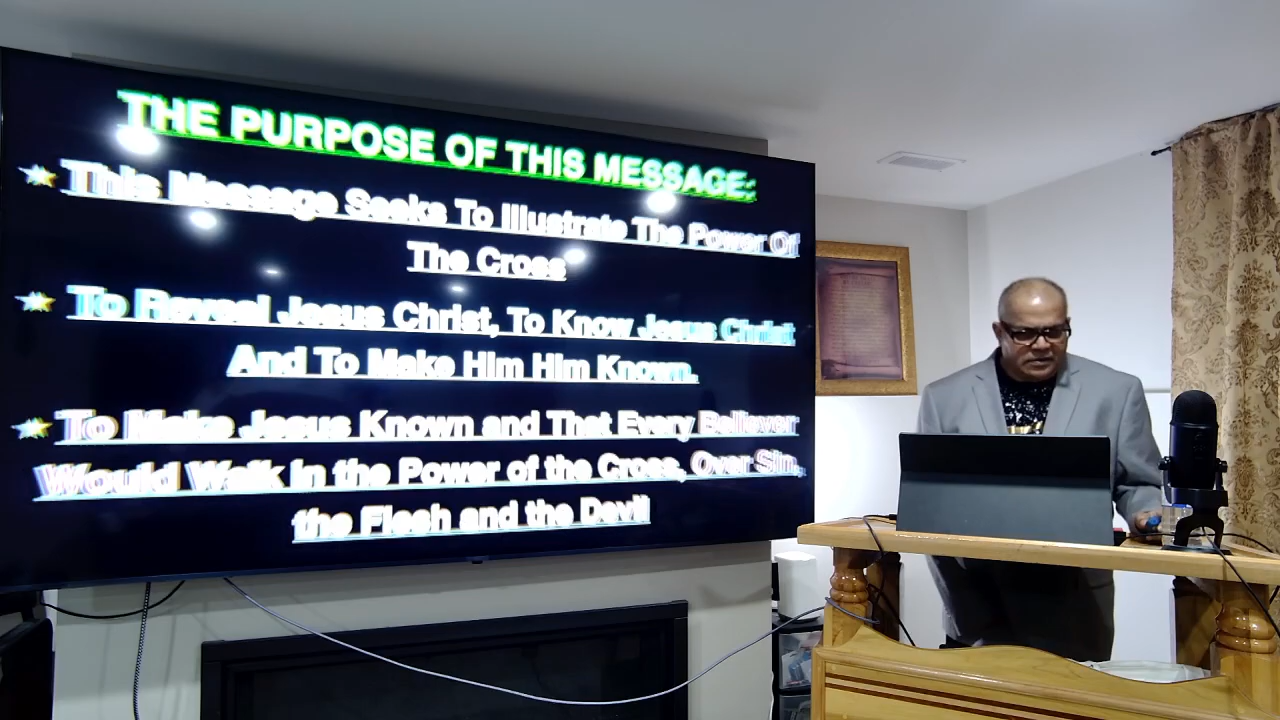 THE PURPOSE OF THIS MESSAGE:
This Message Seeks To Illustrate The Power Of
The Cross
To Reveal Jesus Christ, To Know Jesus Christ
And To Make Him Him Known.
To Make Jesus Known and That Every Believer
Would Walk in the Power of the Cross, Over Sin,
the Flesh and the Devil